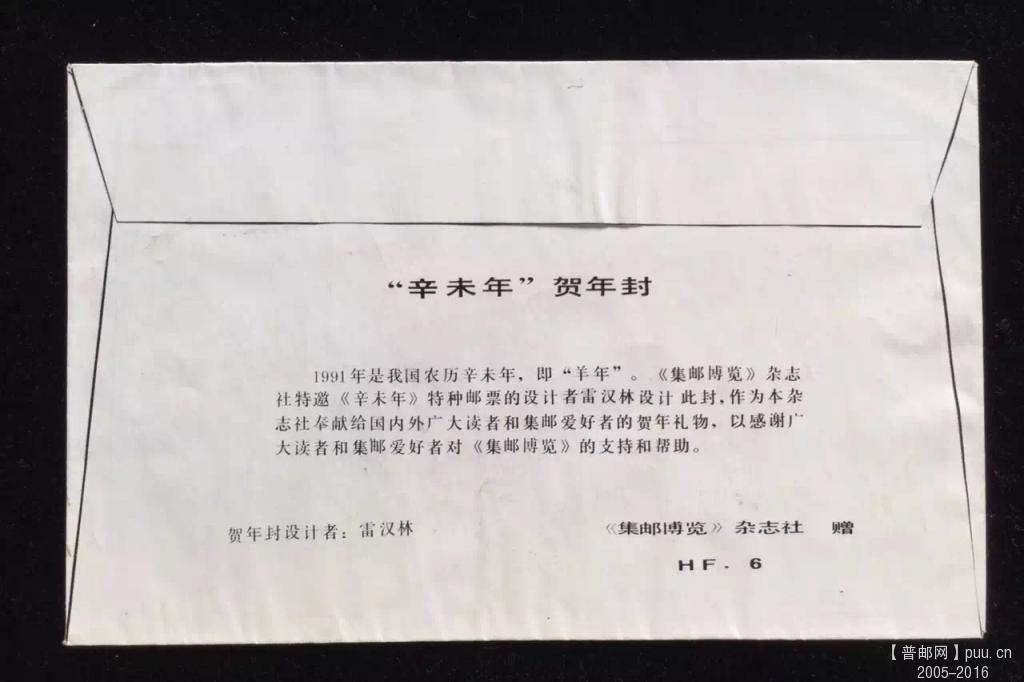 “辛未年”贺年封
1991年是我国农历辛未年，即“羊年”。《集邮博览》杂志
社特邀《辛未年》特种邮票的设计者雷汉林设计此封，作为本杂
志社奉献给国内外广大读者和集邮爱好者的贺年礼物，以感谢广
大读者和集邮爱好者对《集邮博览》的支持和帮助。
贺年封设计者：雷汉林
《集邮博览》杂志社 赠
HF．6
【普邮网】puu.cn
2005-2016